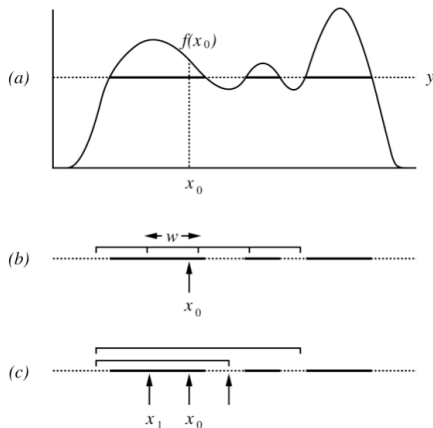 f(x₀)
(a)
y
x₀
w
(b)
x₀
(c)
x₁ x₀